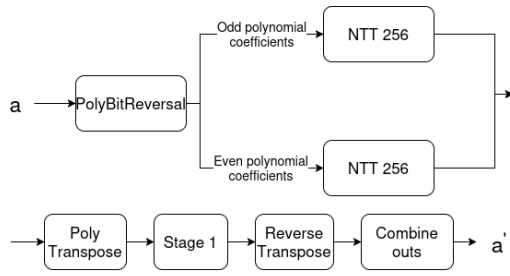 Odd polynomial
coefficients
NTT 256
a
PolyBitReversal
Even polynomial
coefficients
NTT 256
Poly
Transpose
Stage 1
Reverse
Transpose
Combine
outs
a'